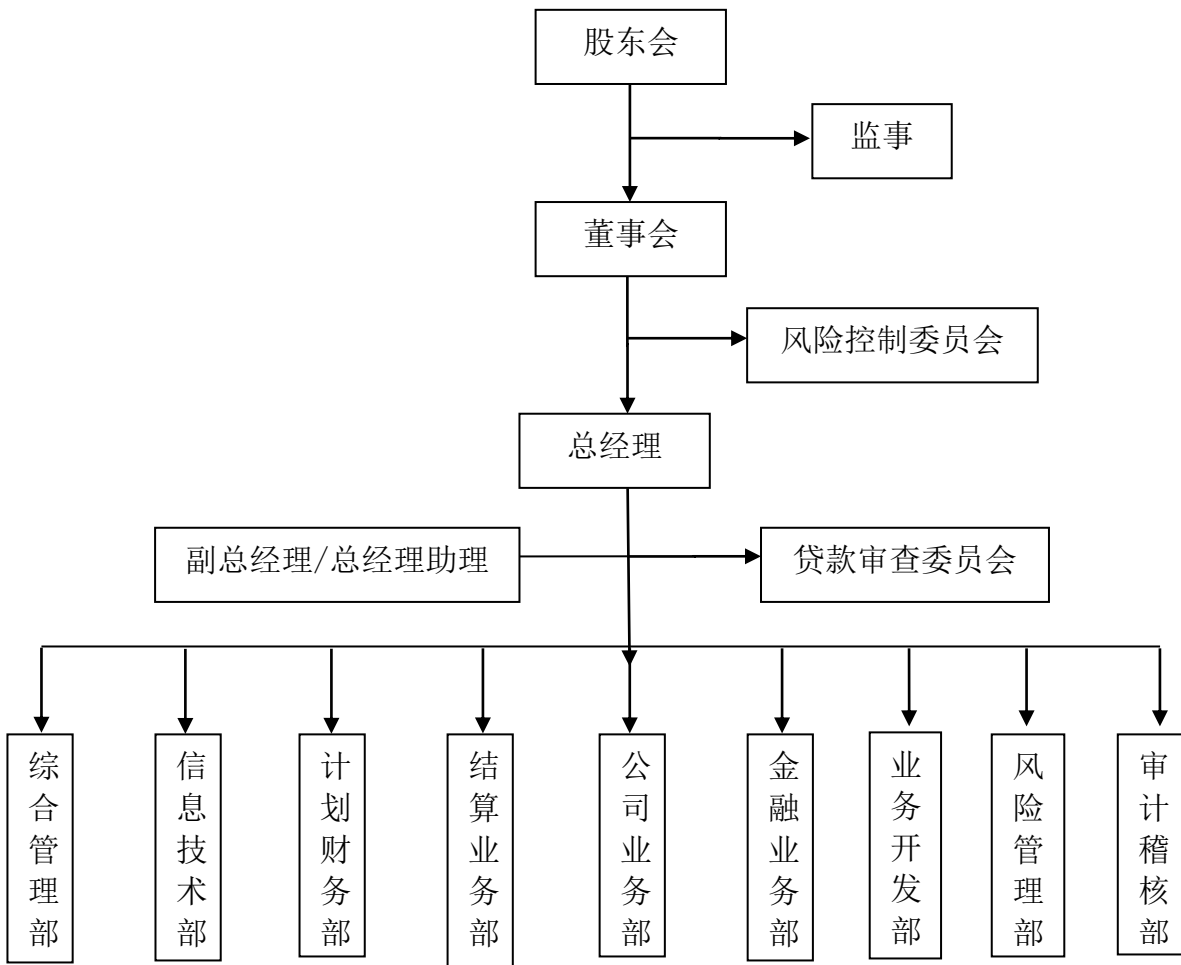 股东会
监事
董事会
风险控制委员会
总经理
副总经理/总经理助理
贷款审查委员会
综合管理部
信息技术部
计划财务部
结算业务部
公司业务部
金融业务部
业务开发部
风险管理部
审计稽核部